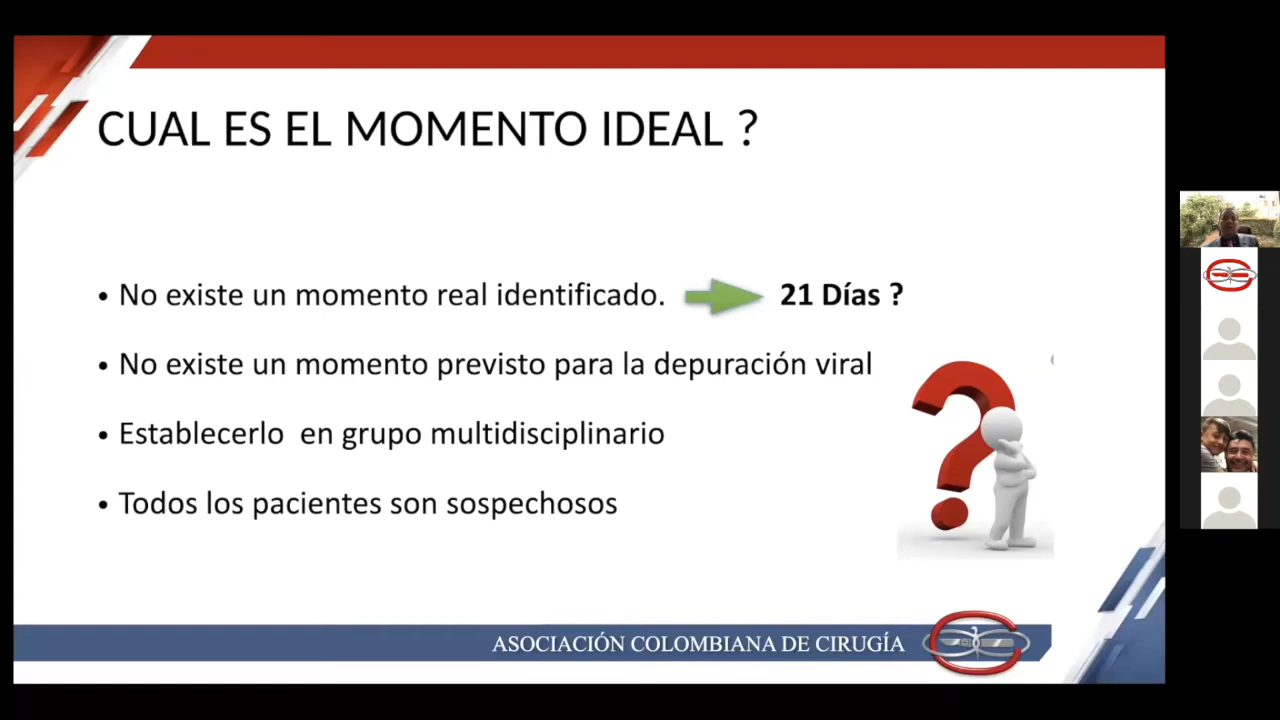 CUAL ES EL MOMENTO IDEAL ?
• No existe un momento real identificado. 21 Días ?
• No existe un momento previsto para la depuración viral
• Establecerlo en grupo multidisciplinario
• Todos los pacientes son sospechosos
ASOCIACIÓN COLOMBIANA DE CIRUGÍA